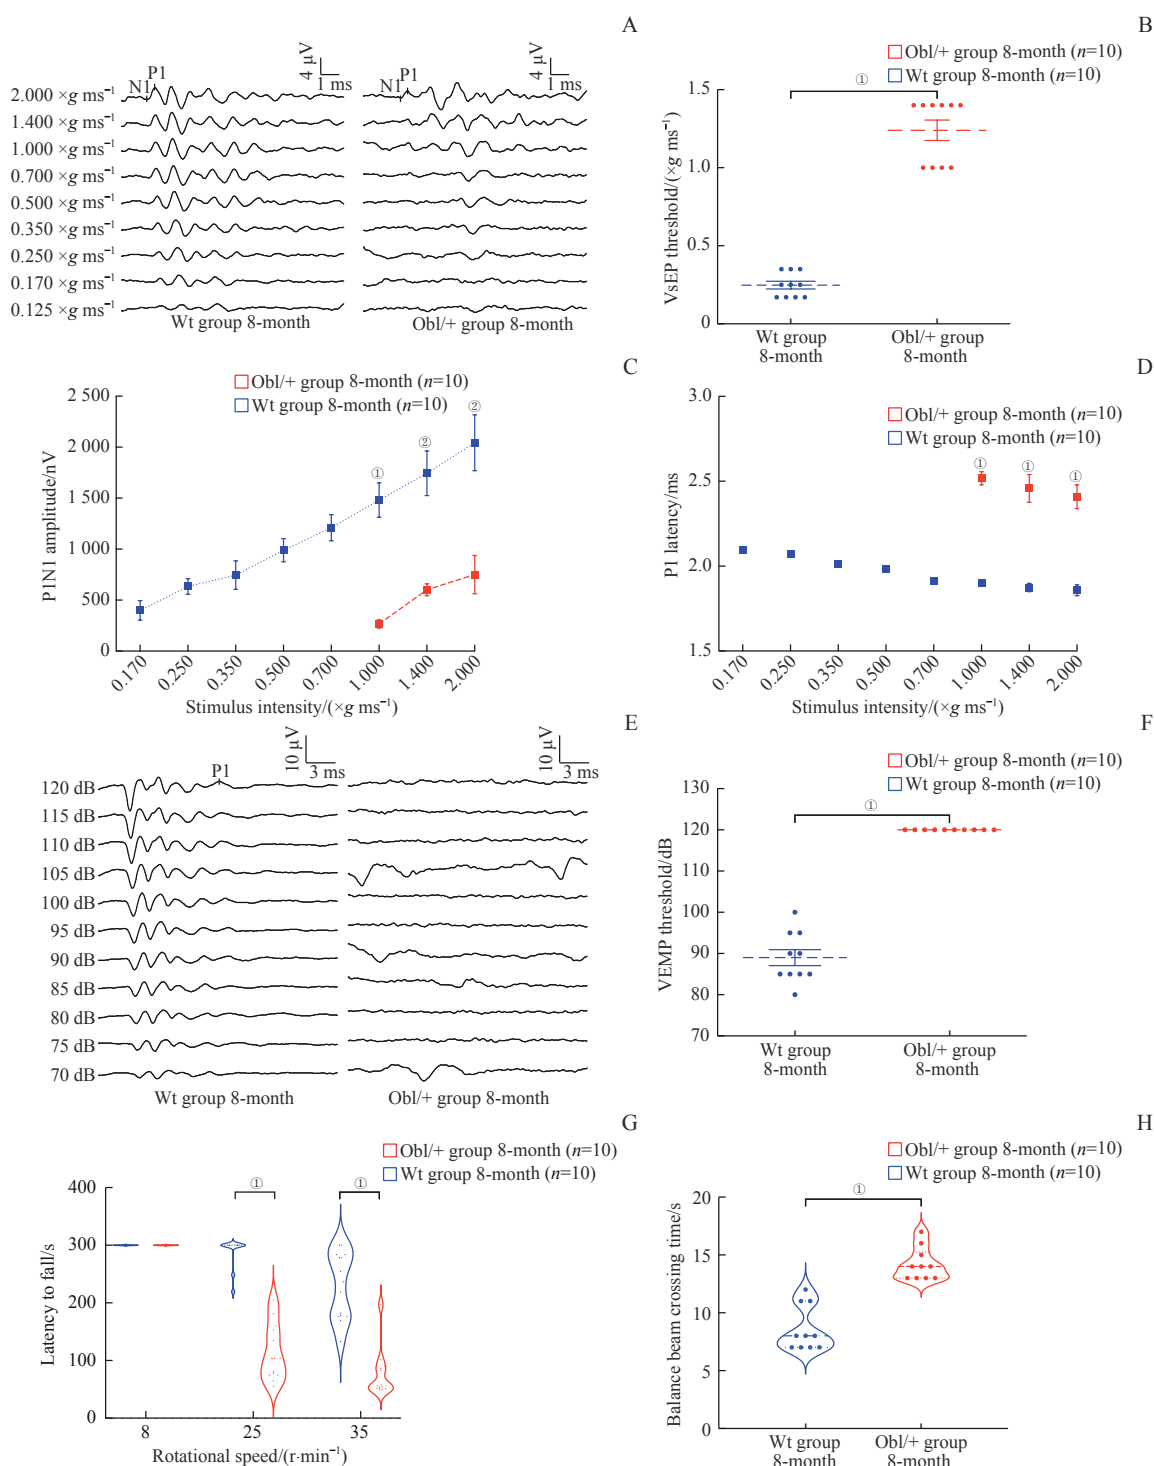 A
4 μV
1 ms
4 μV
1 ms
P1
N1
P1
N1
2.000 ×g ms⁻¹
1.400 ×g ms⁻¹
1.000 ×g ms⁻¹
0.700 ×g ms⁻¹
0.500 ×g ms⁻¹
0.350 ×g ms⁻¹
0.250 ×g ms⁻¹
0.170 ×g ms⁻¹
0.125 ×g ms⁻¹
Wt group 8-month
Obl/+ group 8-month
B
Obl/+ group 8-month (n=10)
Wt group 8-month (n=10)
①
VsEP threshold/(×g ms⁻¹)
1.5
1.0
0.5
0
Wt group
8-month
Obl/+ group
8-month
C
Obl/+ group 8-month (n=10)
Wt group 8-month (n=10)
P1N1 amplitude/nV
2 500
2 000
1 500
1 000
500
0
①
②
②
0.170
0.250
0.350
0.500
0.700
1.000
1.400
2.000
Stimulus intensity/(×g ms⁻¹)
D
Obl/+ group 8-month (n=10)
Wt group 8-month (n=10)
P1 latency/ms
3.0
2.5
2.0
1.5
①
①
①
0.170
0.250
0.350
0.500
0.700
1.000
1.400
2.000
Stimulus intensity/(×g ms⁻¹)
E
10 μV
3 ms
10 μV
3 ms
P1
120 dB
115 dB
110 dB
105 dB
100 dB
95 dB
90 dB
85 dB
80 dB
75 dB
70 dB
Wt group 8-month
Obl/+ group 8-month
F
Obl/+ group 8-month (n=10)
Wt group 8-month (n=10)
①
VEMP threshold/dB
130
120
110
100
90
80
70
Wt group
8-month
Obl/+ group
8-month
G
Obl/+ group 8-month (n=10)
Wt group 8-month (n=10)
①
①
Latency to fall/s
400
300
200
100
0
8
25
35
Rotational speed/(r·min⁻¹)
H
Obl/+ group 8-month (n=10)
Wt group 8-month (n=10)
①
Balance beam crossing time/s
20
15
10
5
0
Wt group
8-month
Obl/+ group
8-month